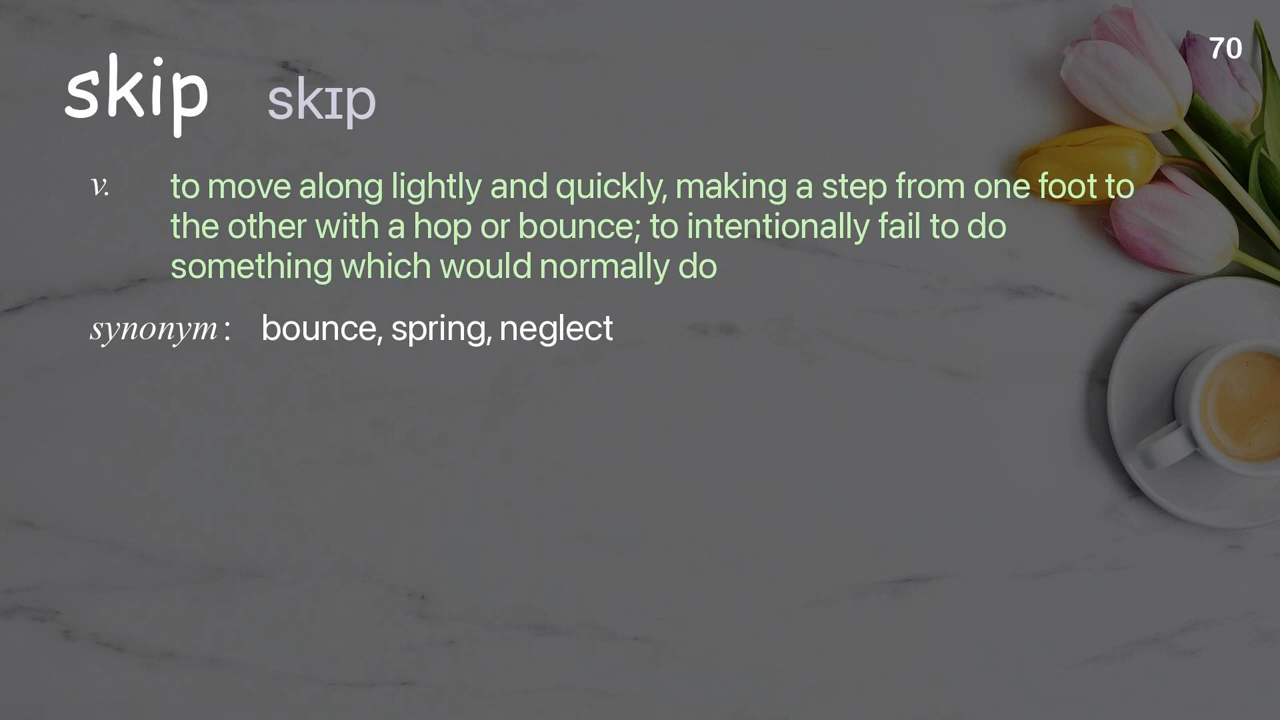 70
skip skɪp
v. to move along lightly and quickly, making a step from one foot to
the other with a hop or bounce; to intentionally fail to do
something which would normally do
synonym: bounce, spring, neglect